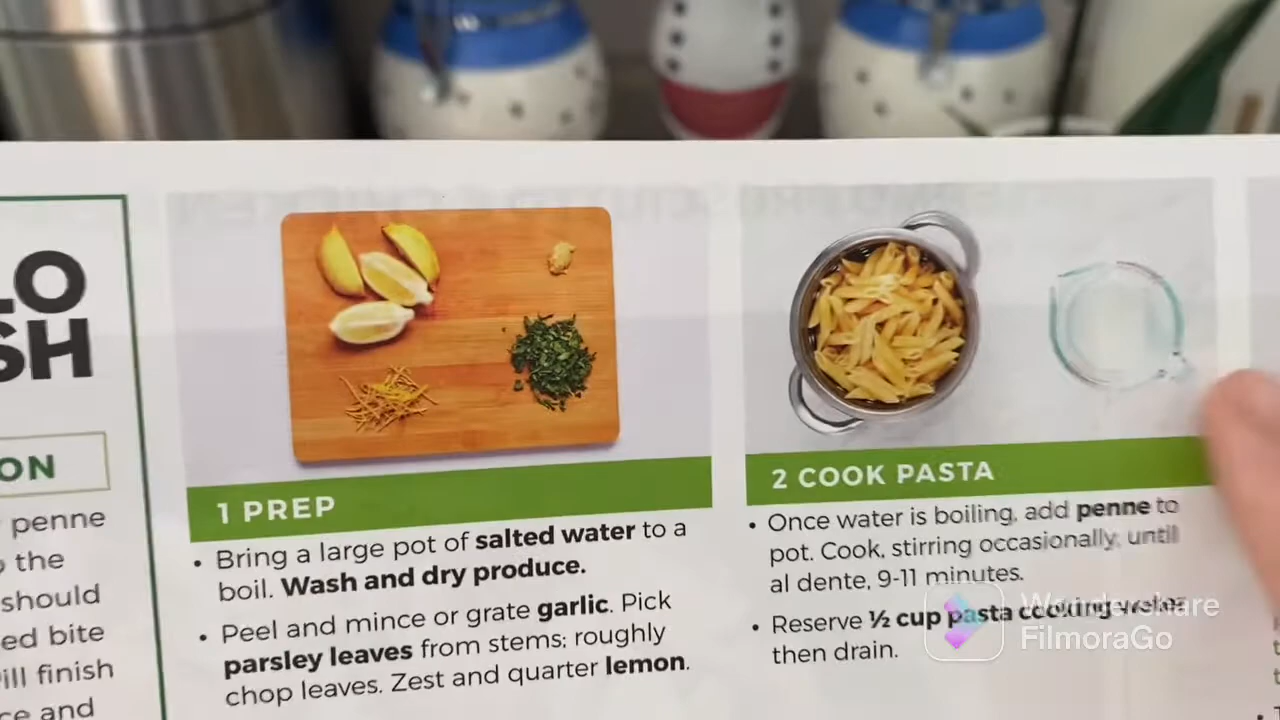 LO
SH
ON
penne
the
should
ed bite
ill finish
ce and
1 PREP
• Bring a large pot of salted water to a
boil. Wash and dry produce.
• Peel and mince or grate garlic. Pick
parsley leaves from stems; roughly
chop leaves. Zest and quarter lemon.
2 COOK PASTA
• Once water is boiling, add penne to
pot. Cook, stirring occasionally, until
al dente, 9-11 minutes.
• Reserve ½ cup pasta cooking water
then drain.
Wondershare
FilmoraGo